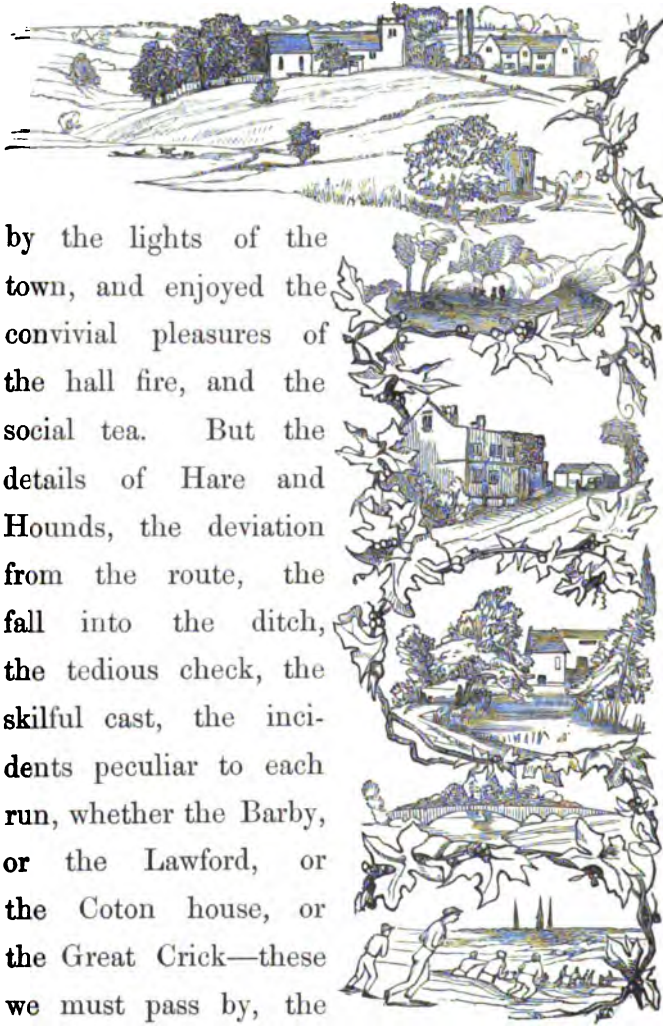 by the lights of the
town, and enjoyed the
convivial pleasures of
the hall fire, and the
social tea. But the
details of Hare and
Hounds, the deviation
from the route, the
fall into the ditch,
the tedious check, the
skilful cast, the inci-
dents peculiar to each
run, whether the Barby,
or the Lawford, or
the Coton house, or
the Great Crick—these
we must pass by, the